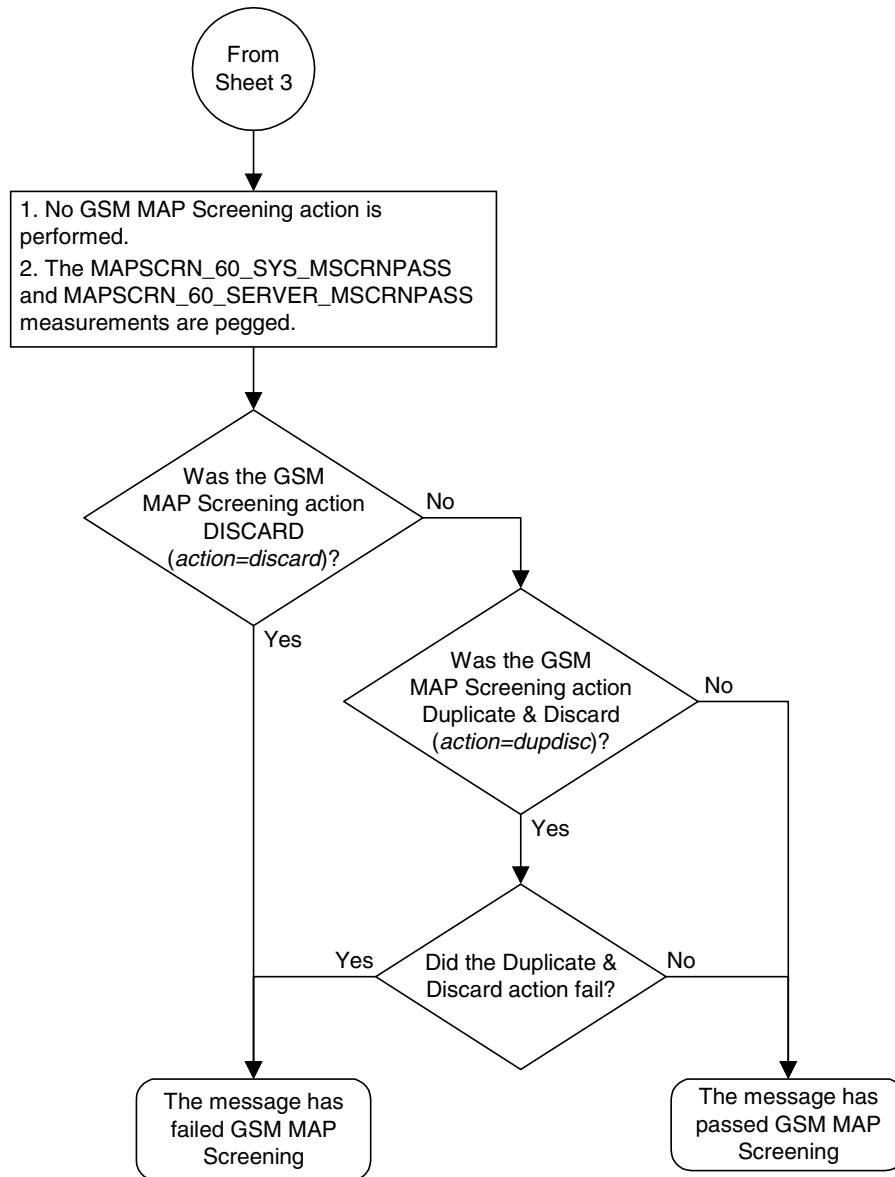 From
Sheet 3
1. No GSM MAP Screening action is
performed.
2. The MAPSCRN_60_SYS_MSCRNPASS
and MAPSCRN_60_SERVER_MSCRNPASS
measurements are pegged.
Was the GSM
MAP Screening action
DISCARD
(action=discard)?
No
Yes
Was the GSM
MAP Screening action
Duplicate & Discard
(action=dupdisc)?
No
Yes
Did the Duplicate &
Discard action fail?
Yes
No
The message has
failed GSM MAP
Screening
The message has
passed GSM MAP
Screening